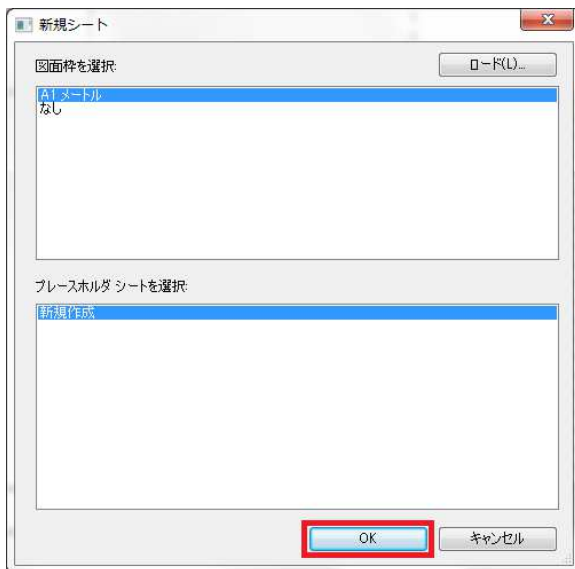 新規シート
図面枠を選択:
ロード(L)...
A1 メートル
なし
プレースホルダ シートを選択:
新規作成
OK
キャンセル